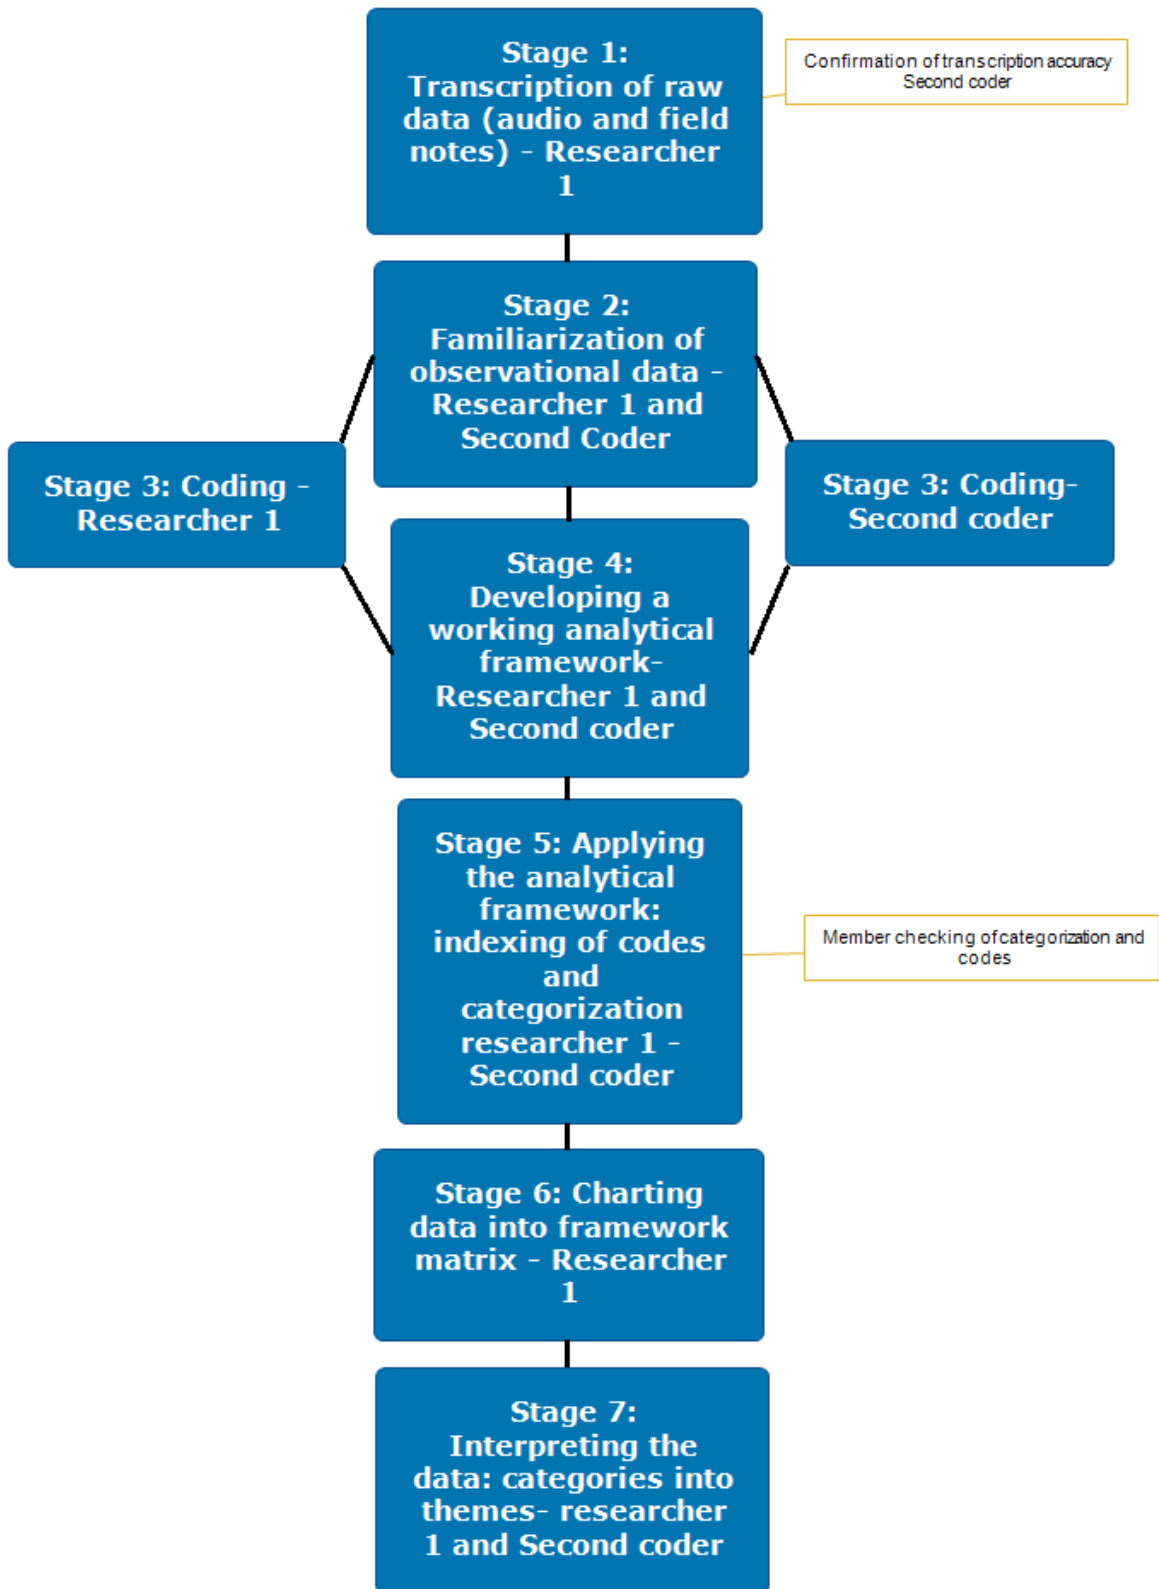 Stage 1:
Transcription of raw
data (audio and field
notes) - Researcher
1
Confirmation of transcription accuracy
Second coder
Stage 2:
Familiarization of
observational data -
Researcher 1 and
Second Coder
Stage 3: Coding -
Researcher 1
Stage 3: Coding-
Second coder
Stage 4:
Developing a
working analytical
framework-
Researcher 1 and
Second coder
Stage 5: Applying
the analytical
framework:
indexing of codes
and
categorization
researcher 1 -
Second coder
Member checking of categorization and
codes
Stage 6: Charting
data into framework
matrix - Researcher
1
Stage 7:
Interpreting the
data: categories into
themes- researcher
1 and Second coder